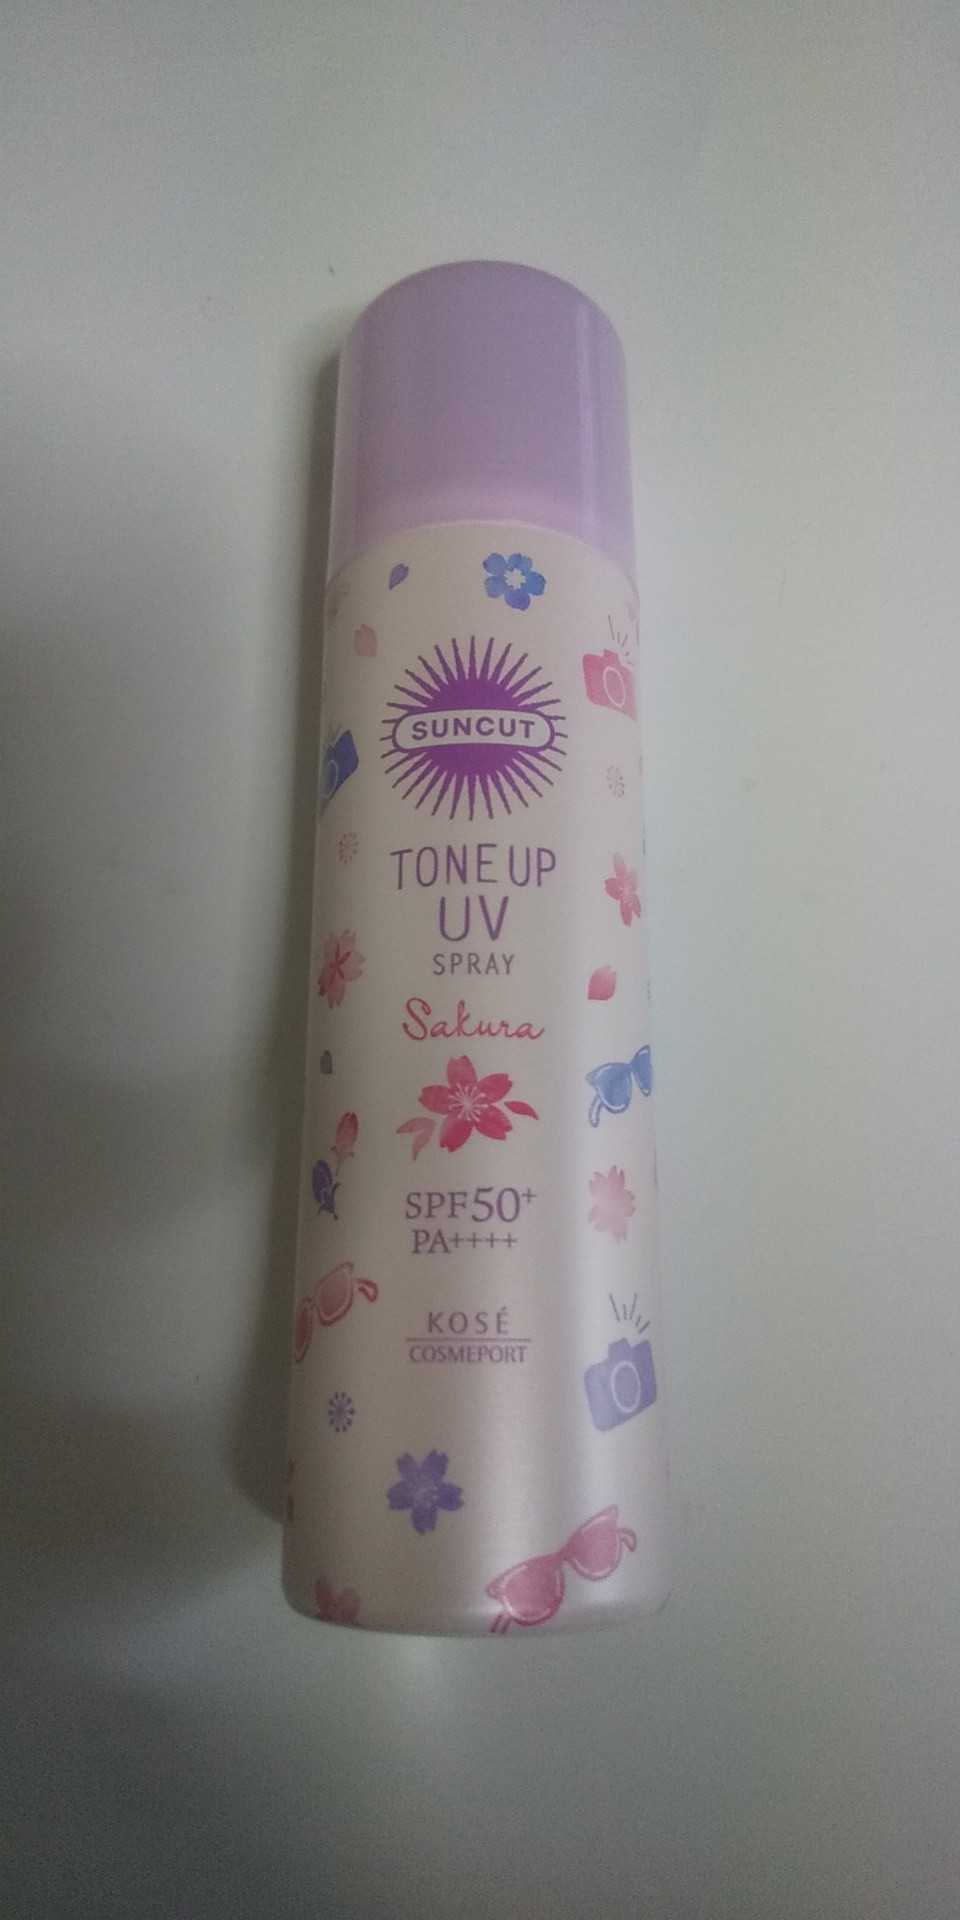 SUNCUT
TONE UP
UV
SPRAY
Sakura
SPF50+
PA++++
KOSÉ
COSMEPORT